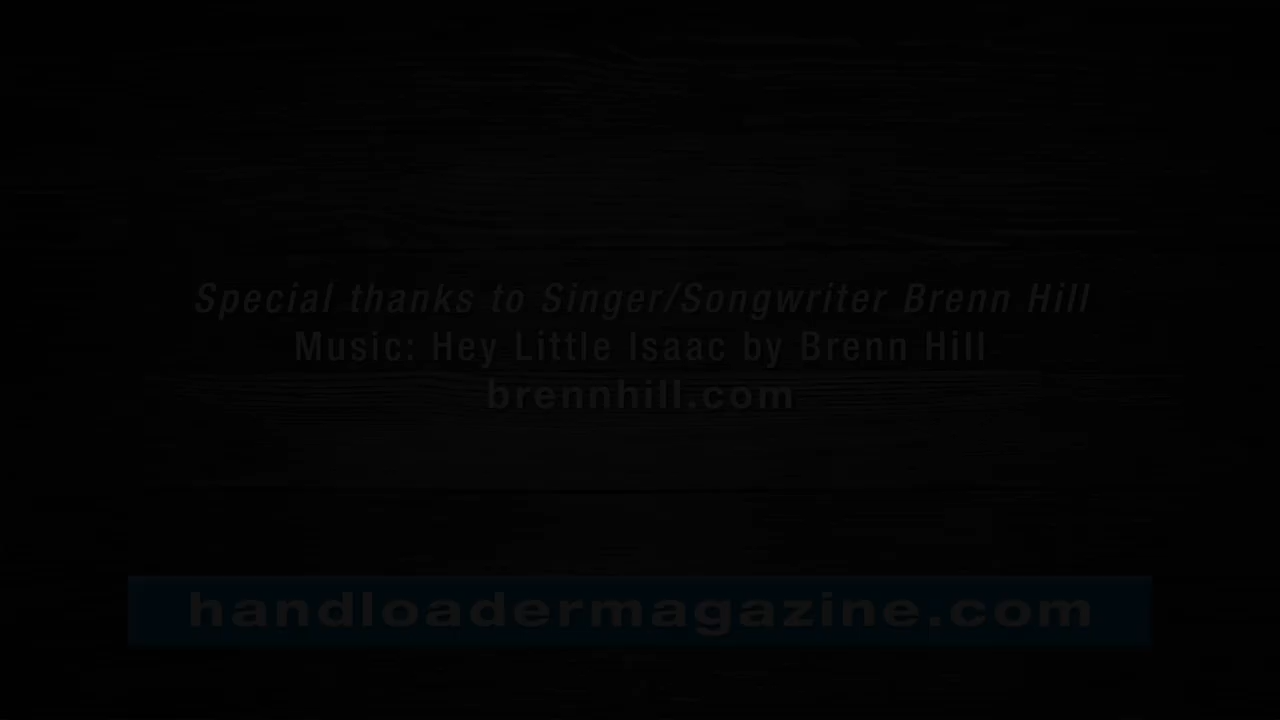 Special thanks to Singer/Songwriter Brenn Hill
Music: Hey Little Isaac by Brenn Hill
brennhill.com
handloadermagazine.com